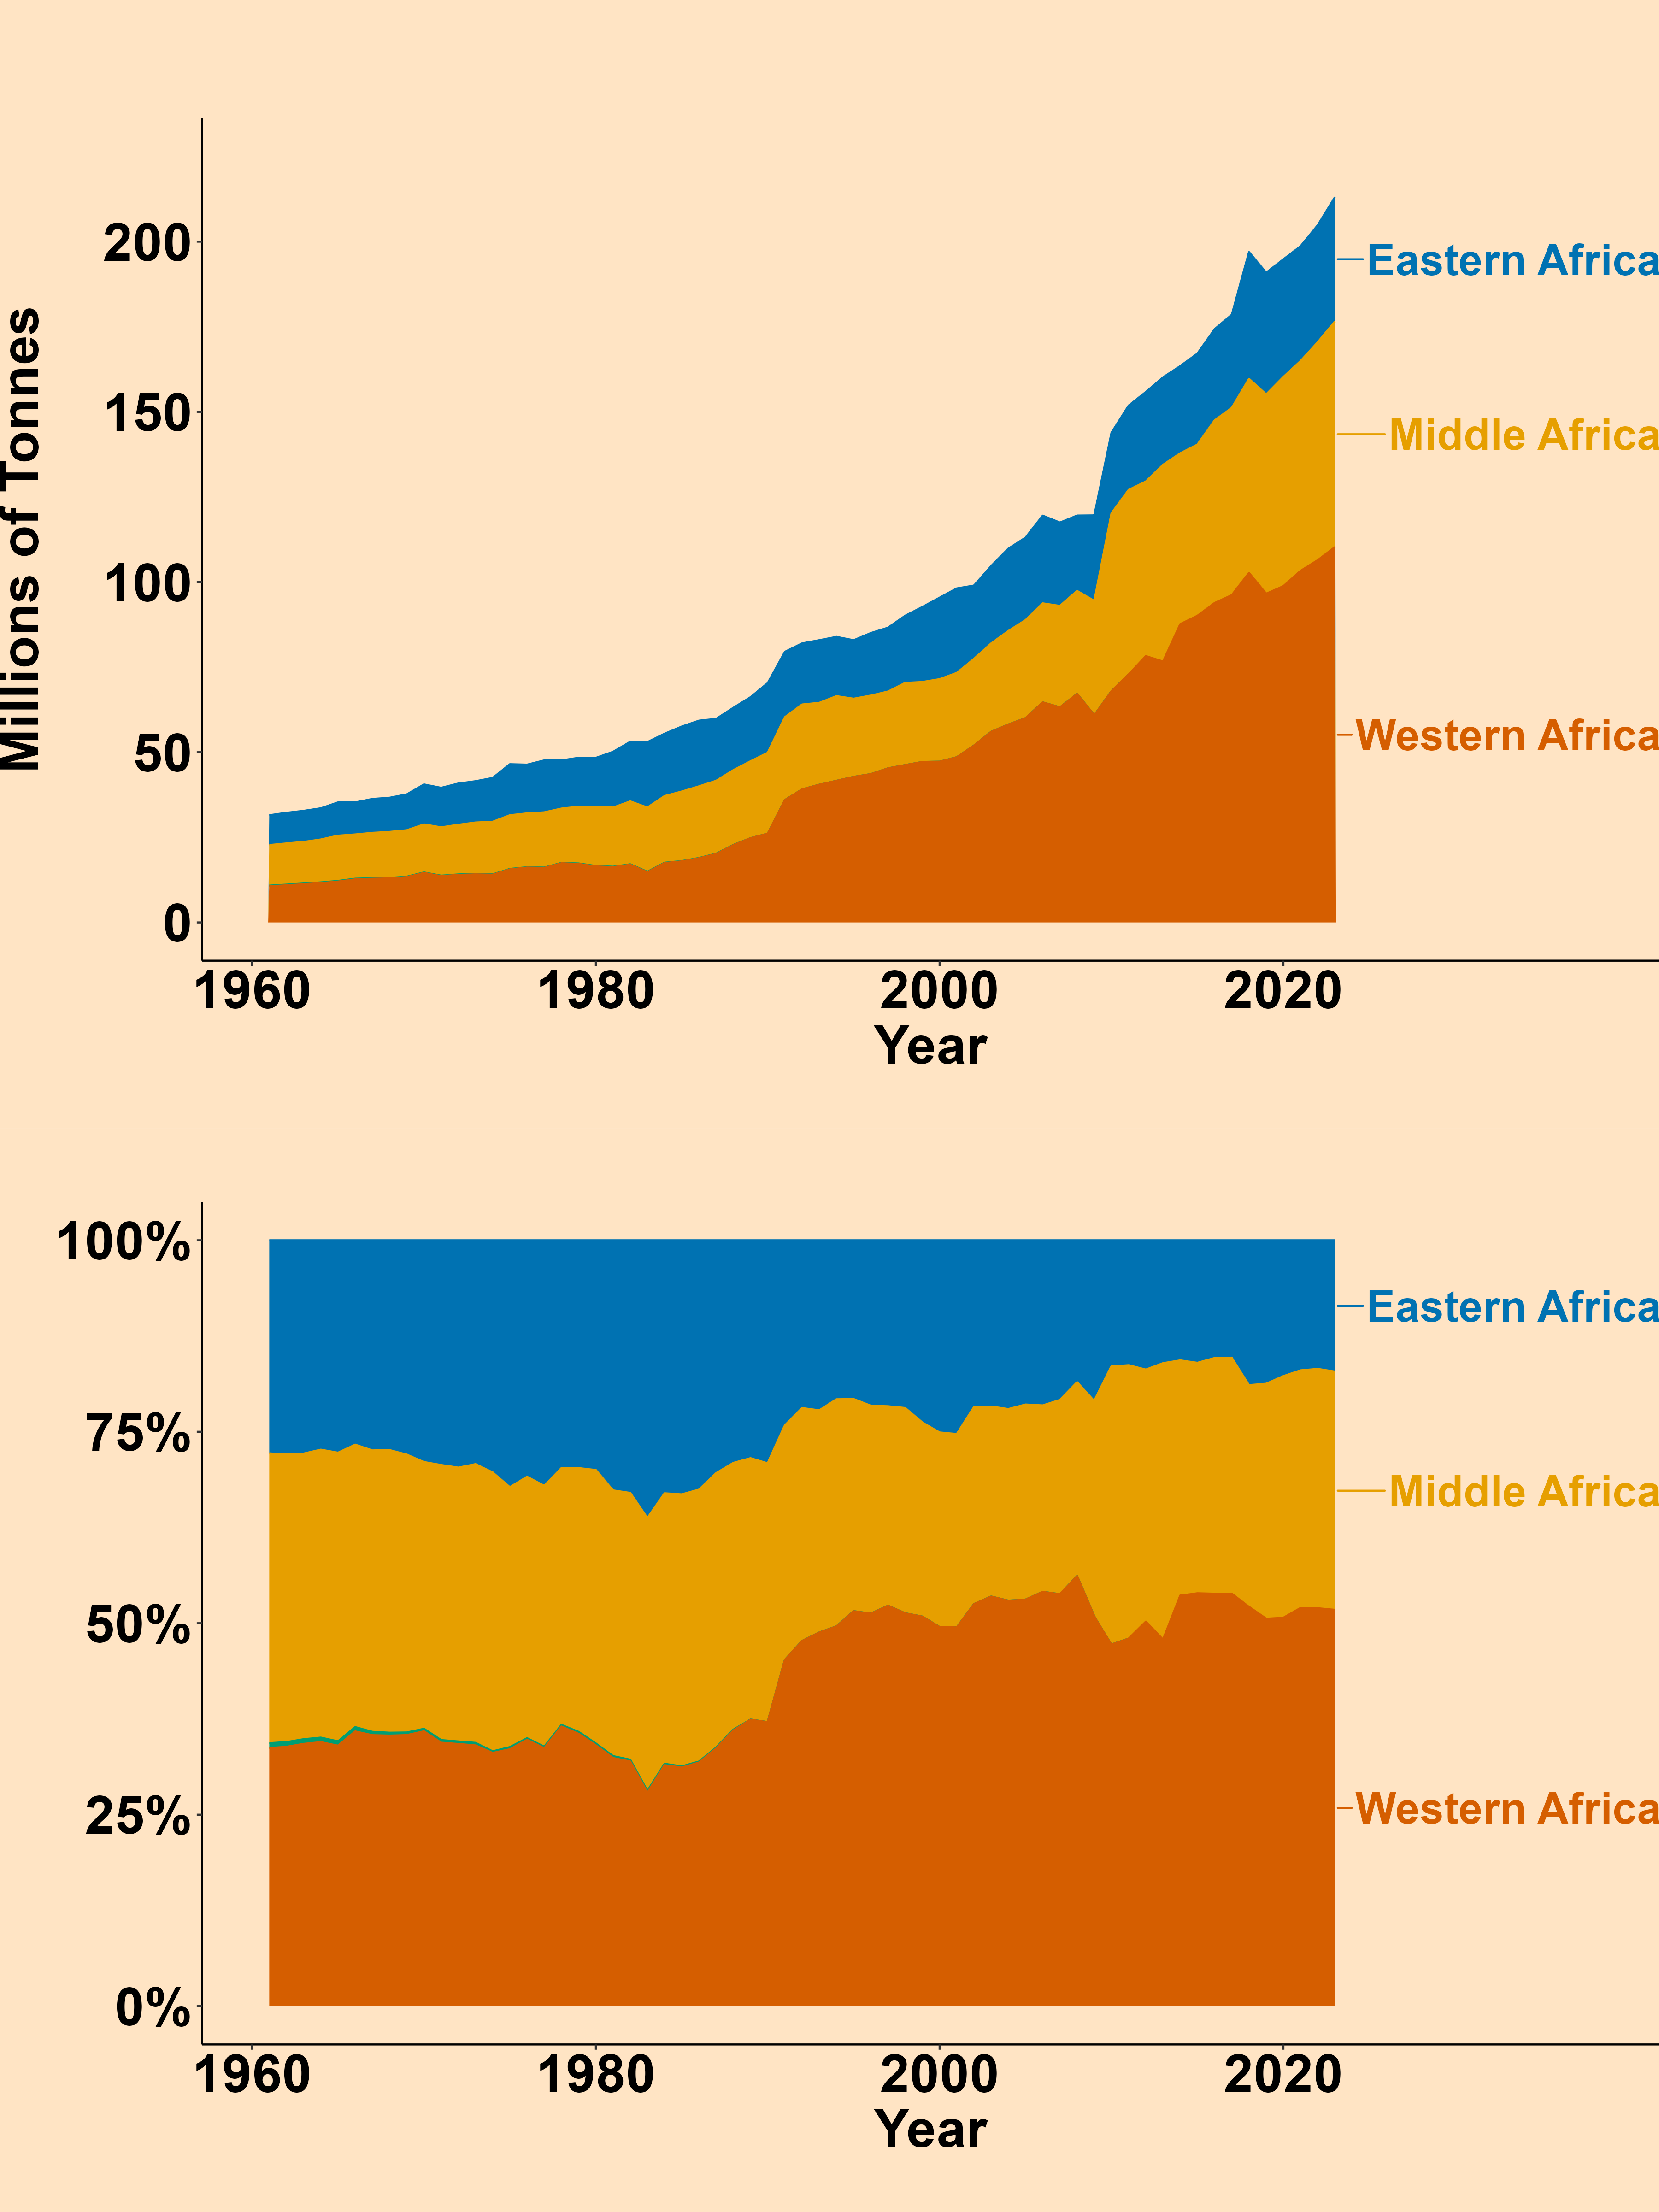 Millions of Tonnes
200
150
100
50
0
Eastern Africa
Middle Africa
Western Africa
1960 1980 2000 2020
Year
100%
75%
50%
25%
0%
Eastern Africa
Middle Africa
Western Africa
1960 1980 2000 2020
Year